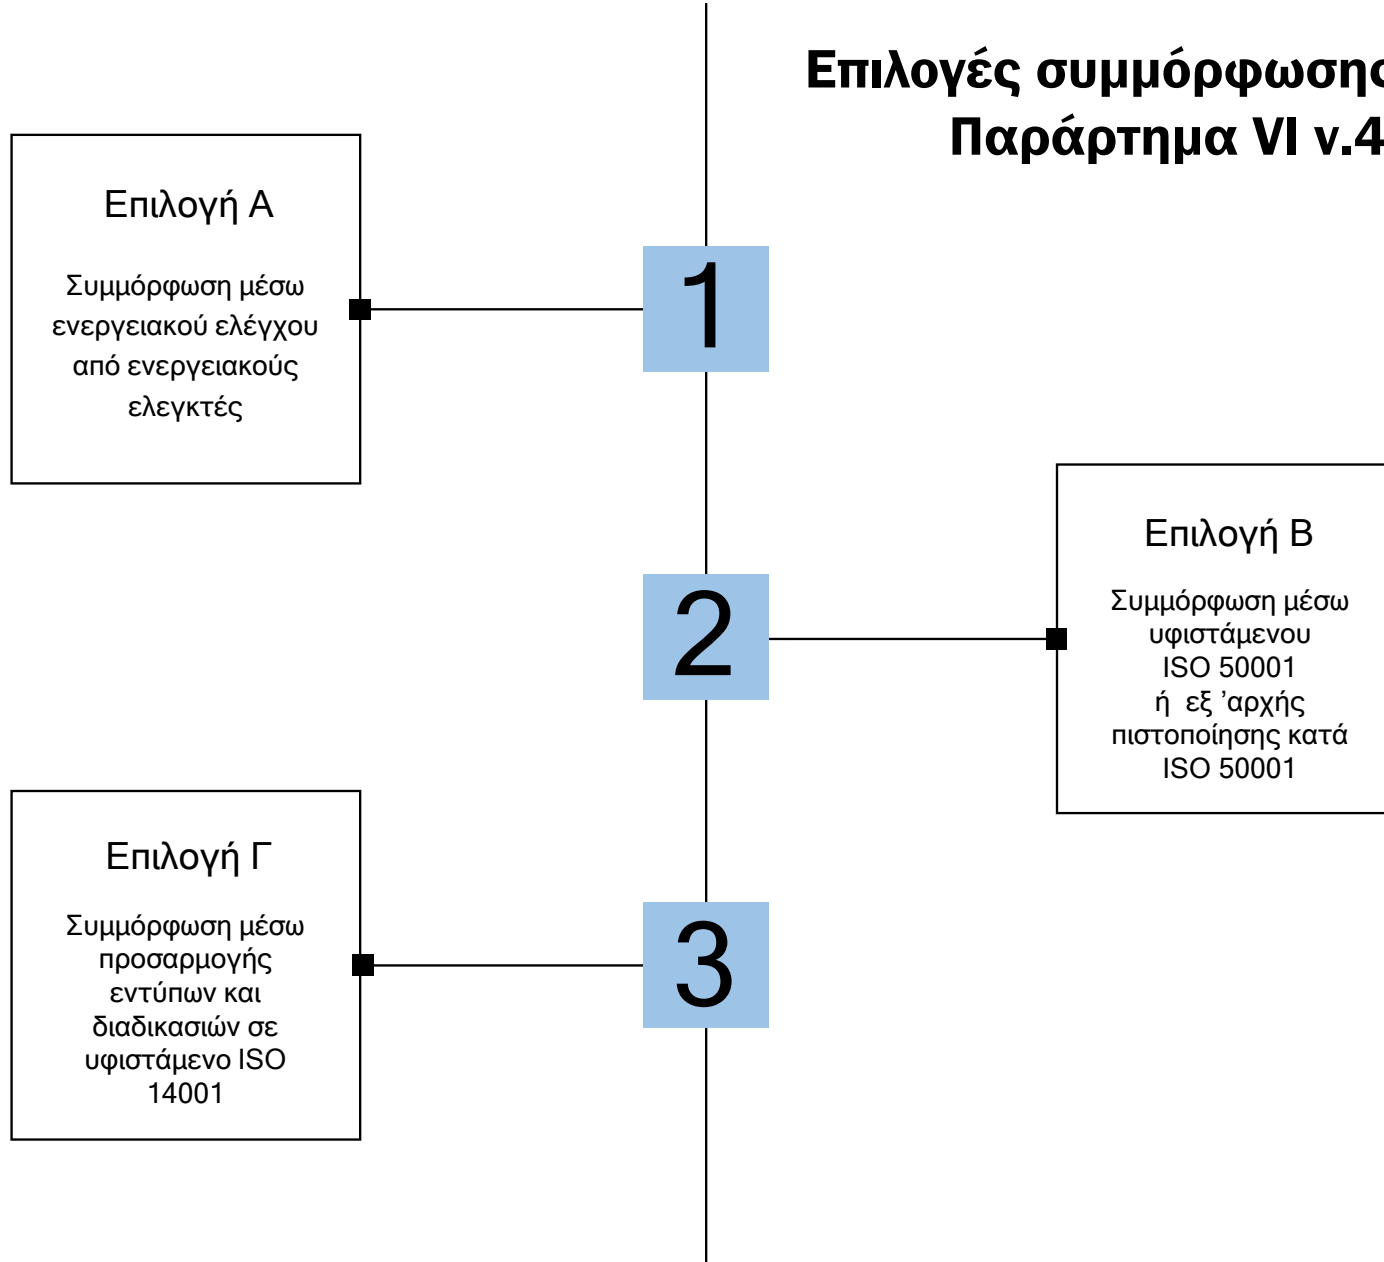 Επιλογές συμμόρφωσης
Παράρτημα VI ν.4
Επιλογή Α
Συμμόρφωση μέσω
ενεργειακού ελέγχου
από ενεργειακούς
ελεγκτές
1
Επιλογή Β
Συμμόρφωση μέσω
υφιστάμενου
ISO 50001
ή εξ ’αρχής
πιστοποίησης κατά
ISO 50001
2
Επιλογή Γ
Συμμόρφωση μέσω
προσαρμογής
εντύπων και
διαδικασιών σε
υφιστάμενο ISO
14001
3